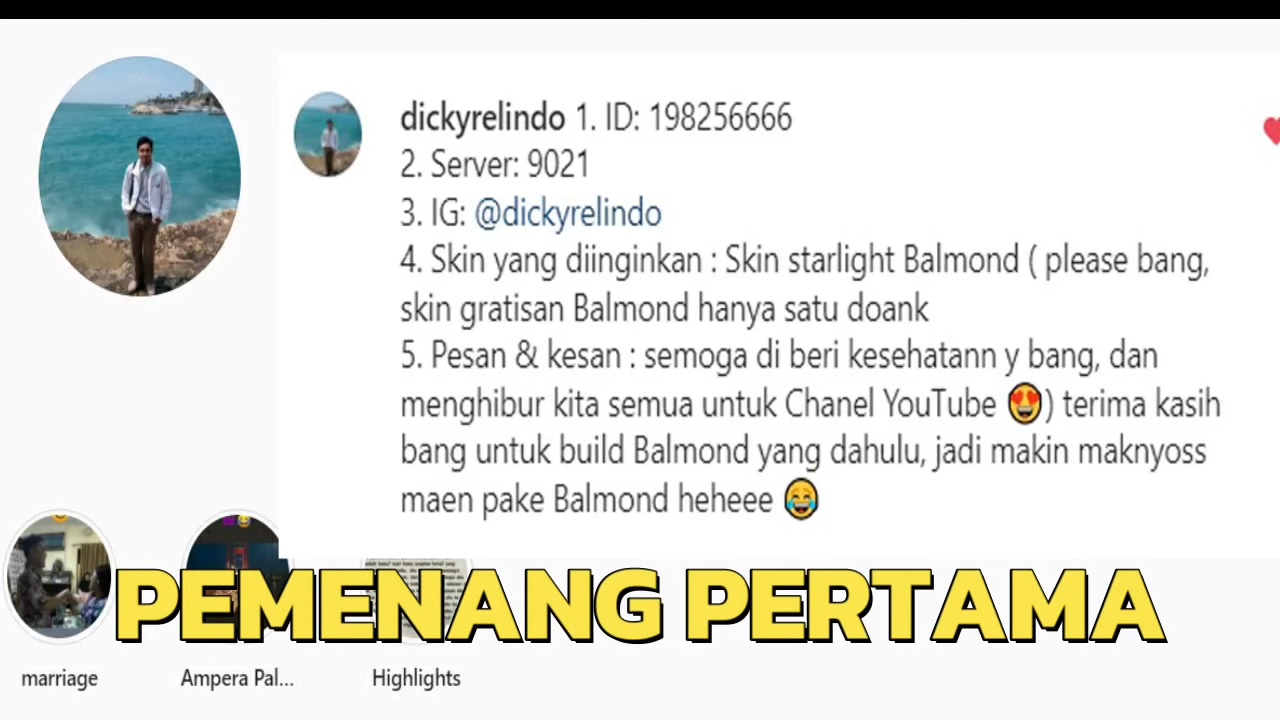 dickyrelindo 1. ID: 198256666
2. Server: 9021
3. IG: @dickyrelindo
4. Skin yang diinginkan : Skin starlight Balmond ( please bang,
skin gratisan Balmond hanya satu doank
5. Pesan & kesan : semoga di beri kesehatann y bang, dan
menghibur kita semua untuk Chanel YouTube 😍) terima kasih
bang untuk build Balmond yang dahulu, jadi makin maknyoss
maen pake Balmond heheee 😂
PEMENANG PERTAMA
marriage
Ampera Pal...
Highlights